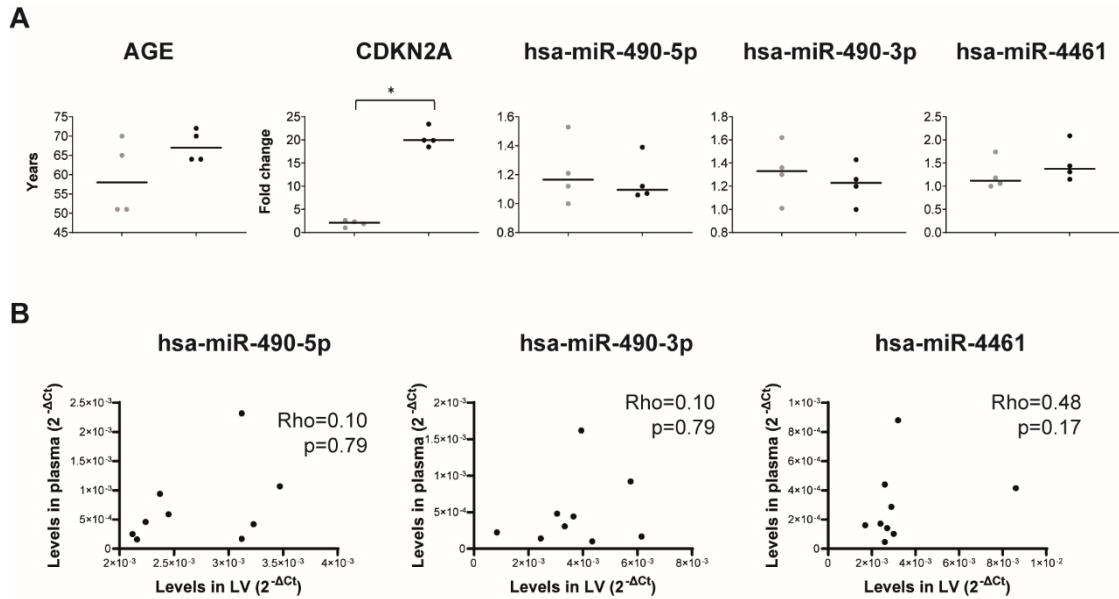 A
AGE
Years
75
70
65
60
55
50
45
CDKN2A
Fold change
25
20
15
10
5
0
*
hsa-miR-490-5p
1.6
1.4
1.2
1.0
0.8
hsa-miR-490-3p
1.8
1.6
1.4
1.2
1.0
0.8
hsa-miR-4461
2.5
2.0
1.5
1.0
0.5
0.0
B
hsa-miR-490-5p
Levels in plasma (2⁻ΔCt)
2.5×10⁻³
2×10⁻³
1.5×10⁻³
1×10⁻³
5×10⁻⁴
0
Rho=0.10
p=0.79
2×10⁻³ 2.5×10⁻³ 3×10⁻³ 3.5×10⁻³ 4×10⁻³
Levels in LV (2⁻ΔCt)
hsa-miR-490-3p
Levels in plasma (2⁻ΔCt)
2×10⁻³
1.5×10⁻³
1×10⁻³
5×10⁻⁴
0
Rho=0.10
p=0.79
0 2×10⁻³ 4×10⁻³ 6×10⁻³ 8×10⁻³
Levels in LV (2⁻ΔCt)
hsa-miR-4461
Levels in plasma (2⁻ΔCt)
1×10⁻³
8×10⁻⁴
6×10⁻⁴
4×10⁻⁴
2×10⁻⁴
0
Rho=0.48
p=0.17
0 2×10⁻³ 4×10⁻³ 6×10⁻³ 8×10⁻³ 1×10⁻²
Levels in LV (2⁻ΔCt)